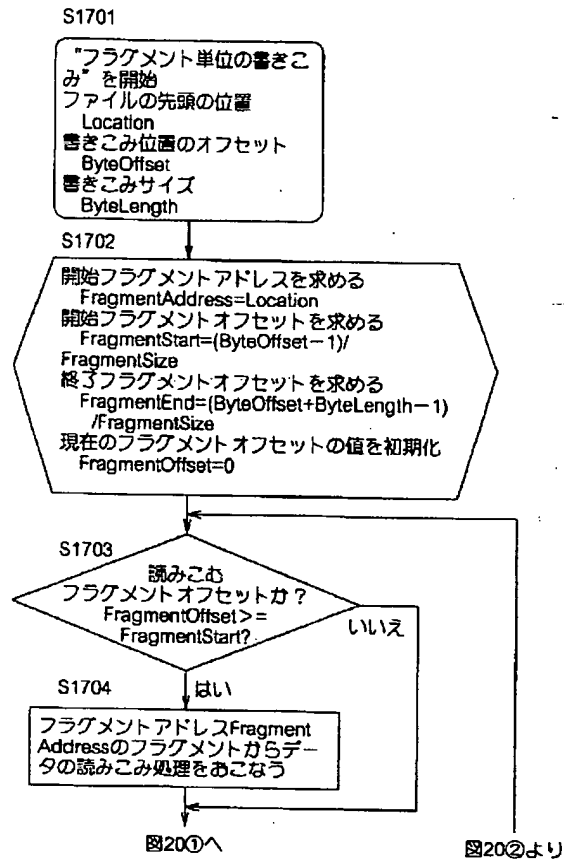 S1701
“フラグメント単位の書きこ
み”を開始
ファイルの先頭の位置
Location
書きこみ位置のオフセット
ByteOffset
書きこみサイズ
ByteLength
S1702
開始フラグメントアドレスを求める
FragmentAddress=Location
開始フラグメントオフセットを求める
FragmentStart=(ByteOffset−1)/
FragmentSize
終了フラグメントオフセットを求める
FragmentEnd=(ByteOffset+ByteLength−1)
/FragmentSize
現在のフラグメントオフセットの値を初期化
FragmentOffset=0
S1703
読みこむ
フラグメントオフセットか？
FragmentOffset>=
FragmentStart?
いいえ
S1704
はい
フラグメントアドレスFragment
Addressのフラグメントからデー
タの読みこみ処理をおこなう
図20①へ
図20②より